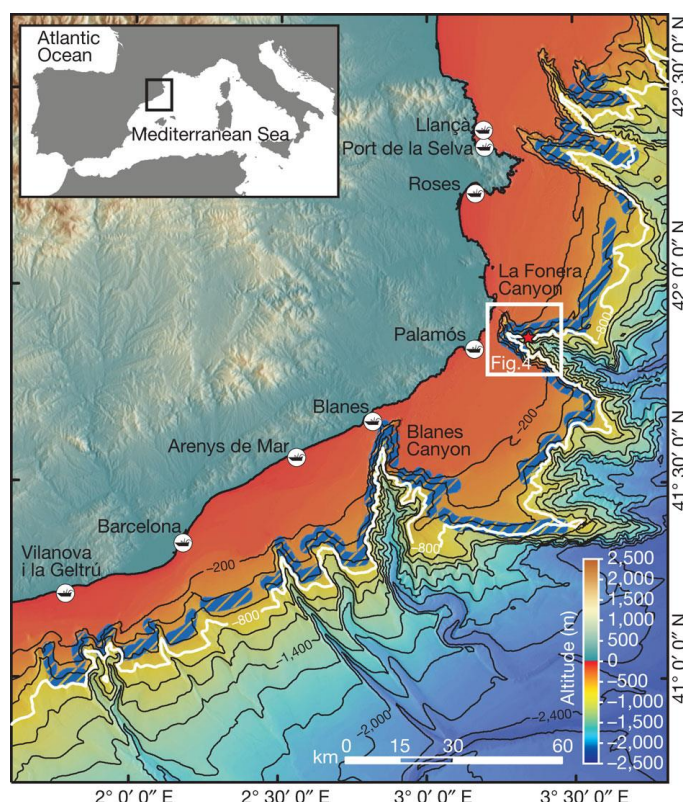 Atlantic
Ocean
Mediterranean Sea
Llançà
Port de la Selva
Roses
La Fonera
Canyon
Palamós
–800
Fig.4
–200
Blanes
Blanes
Canyon
Arenys de Mar
Barcelona
–200
–800
Vilanova
i la Geltrú
–800
–1,400
–2,000
–2,400
Altitude (m)
2,500
2,000
1,500
1,000
500
0
–500
–1,000
–1,500
–2,000
–2,500
km
0 15 30 60
42° 30′ 0″ N
42° 0′ 0″ N
41° 30′ 0″ N
41° 0′ 0″ N
2° 0′ 0″ E
2° 30′ 0″ E
3° 0′ 0″ E
3° 30′ 0″ E